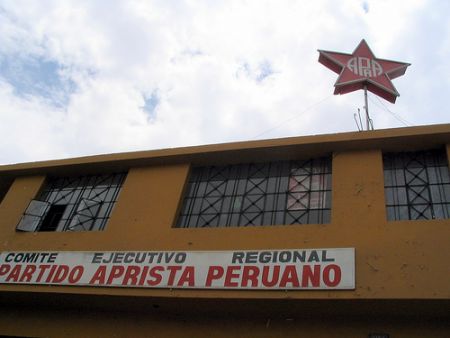 APRA
COMITE EJECUTIVO REGIONAL
PARTIDO APRISTA PERUANO